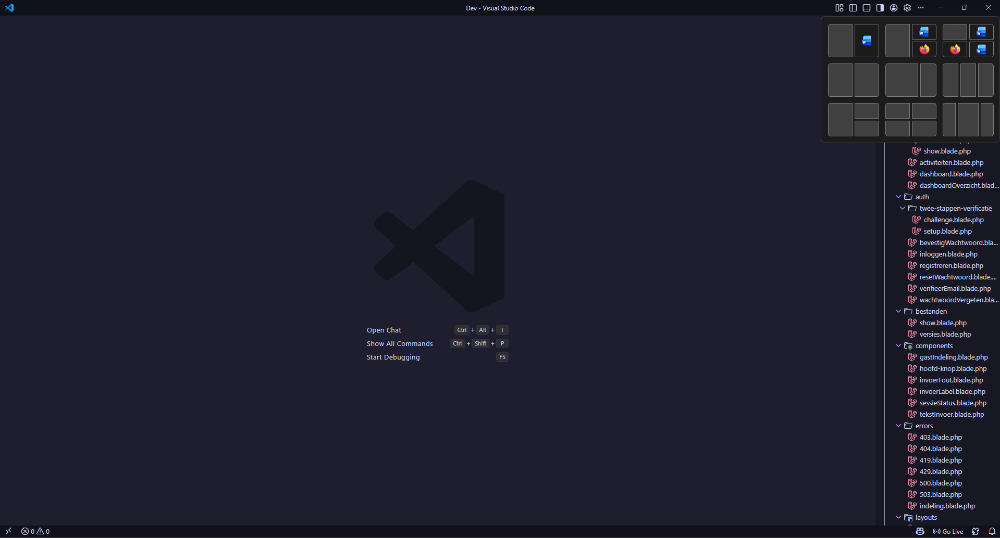 Dev - Visual Studio Code
show.blade.php
activiteiten.blade.php
dashboard.blade.php
dashboardOverzicht.blad...
auth
twee-stappen-verificatie
challenge.blade.php
setup.blade.php
bevestigWachtwoord.bla...
inloggen.blade.php
registreren.blade.php
resetWachtwoord.blade....
verifieerEmail.blade.php
wachtwoordVergeten.bla...
bestanden
show.blade.php
versies.blade.php
components
gastIndeling.blade.php
hoofd-knop.blade.php
invoerFout.blade.php
invoerLabel.blade.php
sessieStatus.blade.php
tekstInvoer.blade.php
errors
403.blade.php
404.blade.php
419.blade.php
429.blade.php
500.blade.php
503.blade.php
indeling.blade.php
layouts
Open Chat Ctrl + Alt + I
Show All Commands Ctrl + Shift + P
Start Debugging F5
0 0
Go Live